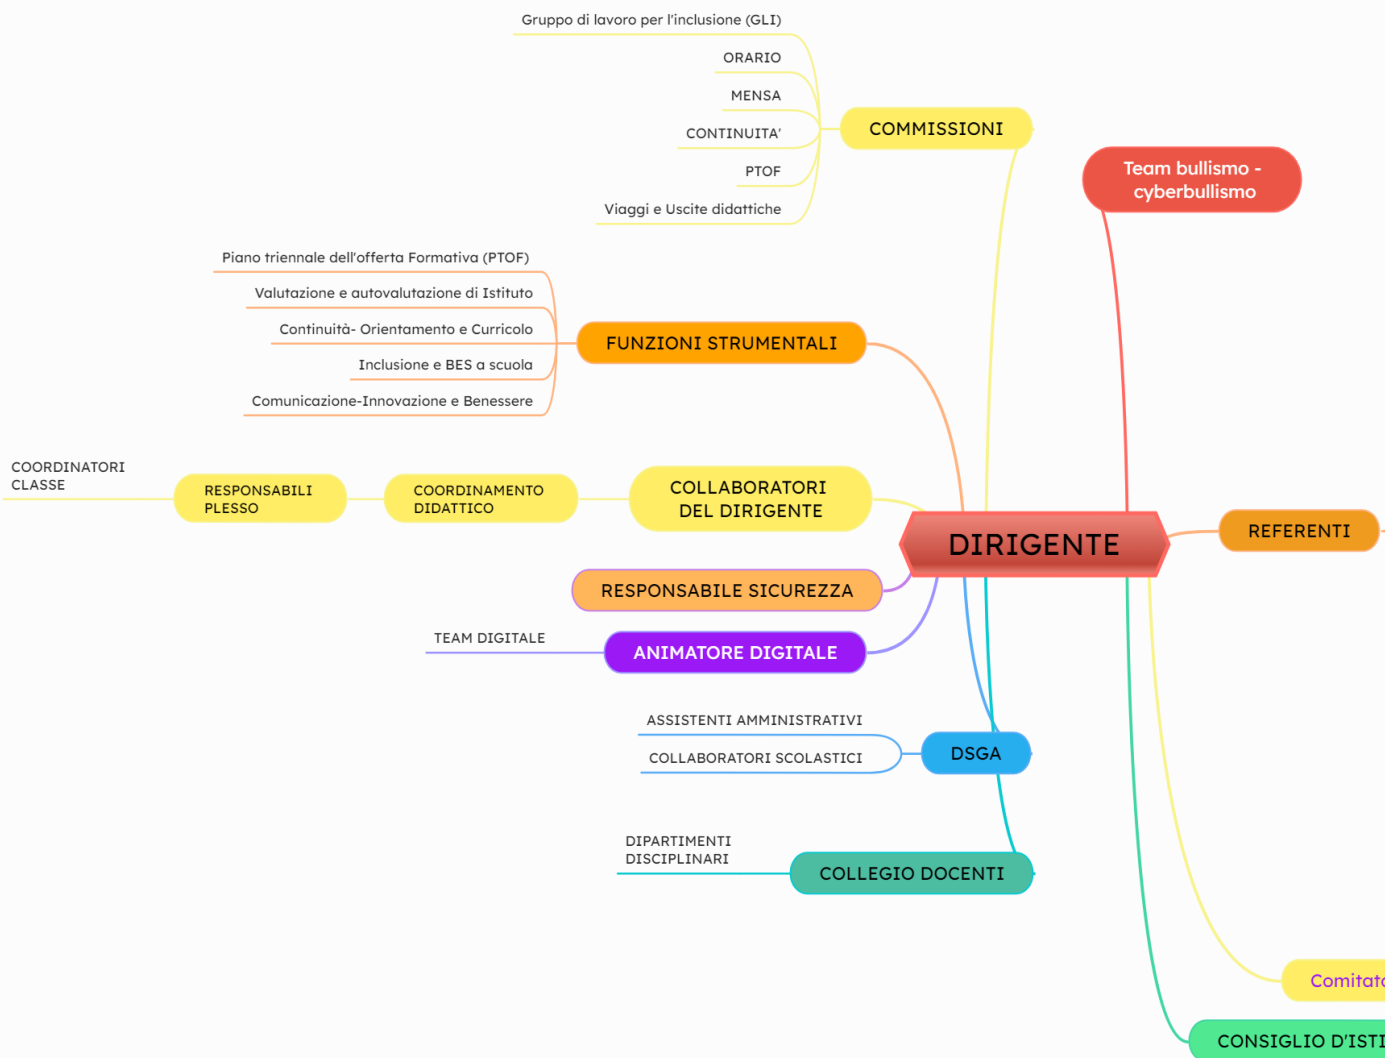 Gruppo di lavoro per l'inclusione (GLI)
ORARIO
MENSA
CONTINUITA'
PTOF
Viaggi e Uscite didattiche
COMMISSIONI
Team bullismo -
cyberbullismo
Piano triennale dell'offerta Formativa (PTOF)
Valutazione e autovalutazione di Istituto
Continuità- Orientamento e Curricolo
Inclusione e BES a scuola
Comunicazione-Innovazione e Benessere
FUNZIONI STRUMENTALI
COORDINATORI
CLASSE
RESPONSABILI
PLESSO
COORDINAMENTO
DIDATTICO
COLLABORATORI
DEL DIRIGENTE
DIRIGENTE
REFERENTI
RESPONSABILE SICUREZZA
TEAM DIGITALE
ANIMATORE DIGITALE
ASSISTENTI AMMINISTRATIVI
COLLABORATORI SCOLASTICI
DSGA
DIPARTIMENTI
DISCIPLINARI
COLLEGIO DOCENTI
Comitato
CONSIGLIO D'ISTI